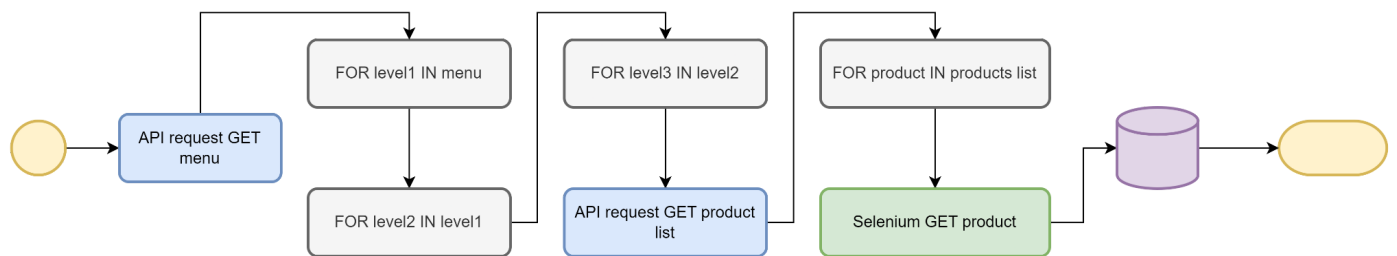 API request GET
menu
FOR level1 IN menu
FOR level2 IN level1
FOR level3 IN level2
API request GET product
list
FOR product IN products list
Selenium GET product